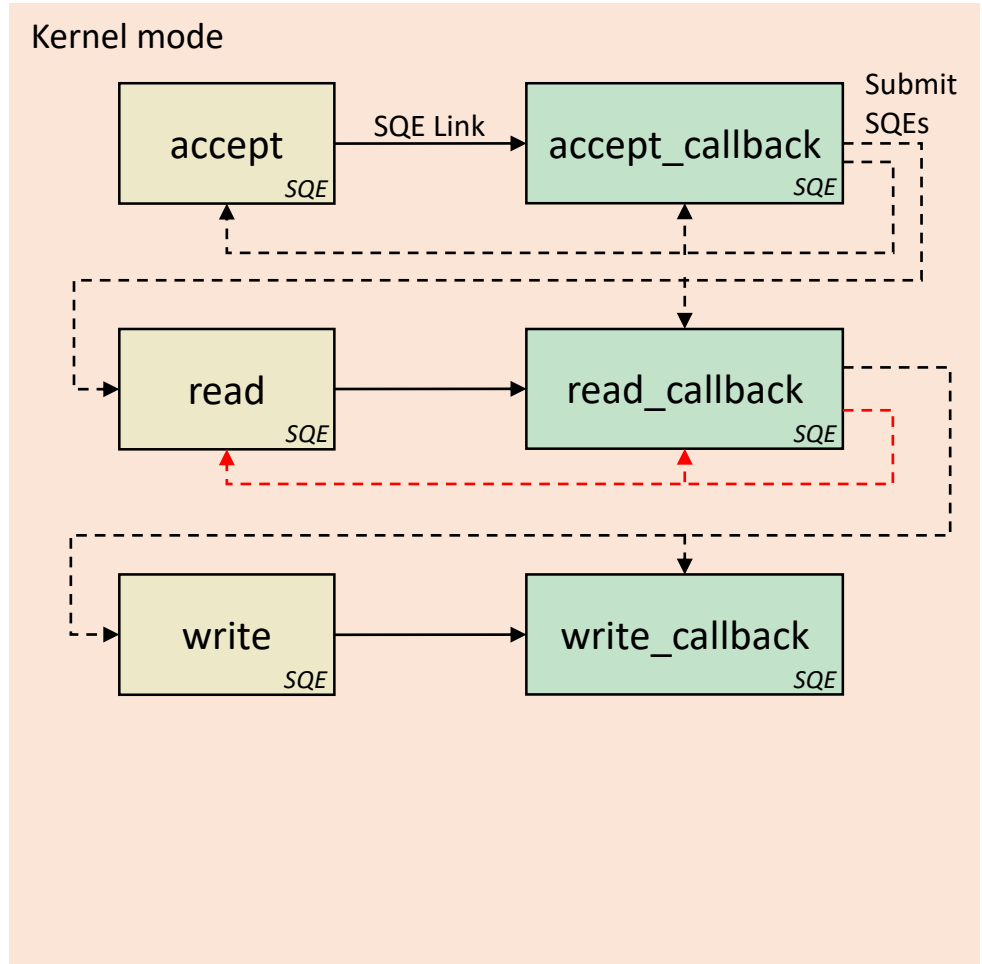 Kernel mode
accept
SQE
SQE Link
accept_callback
SQE
Submit
SQEs
read
SQE
read_callback
SQE
write
SQE
write_callback
SQE